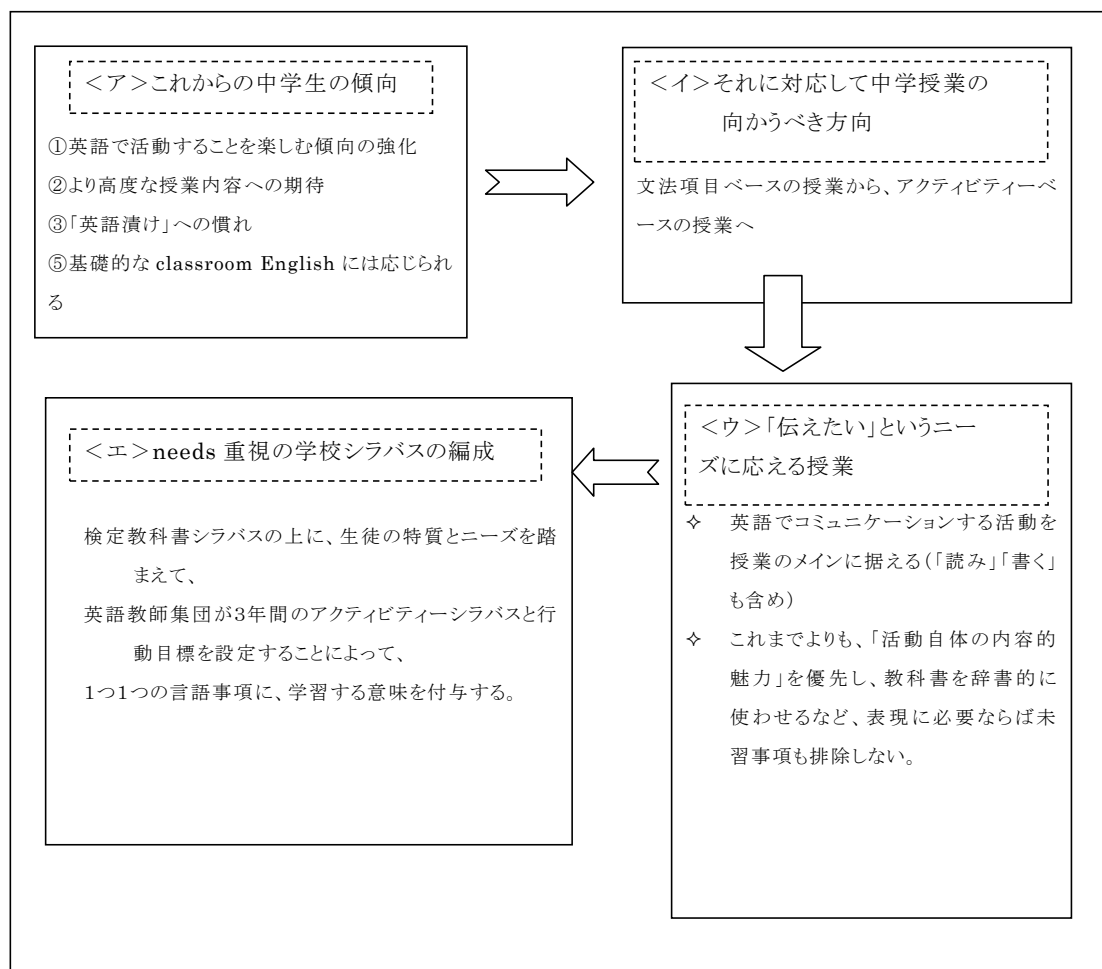 <ア>これからの中学生の傾向
①英語で活動することを楽しむ傾向の強化
②より高度な授業内容への期待
③「英語漬け」への慣れ
⑤基礎的な classroom English には応じられ
る
<イ>それに対応して中学授業の
向かうべき方向
文法項目ベースの授業から、アクティビティーベ
ースの授業へ
<ウ>「伝えたい」というニー
ズに応える授業
✧ 英語でコミュニケーションする活動を
授業のメインに据える(「読み」「書く」
も含め)
✧ これまでよりも、「活動自体の内容的
魅力」を優先し、教科書を辞書的に
使わせるなど、表現に必要ならば未
習事項も排除しない。
<エ>needs 重視の学校シラバスの編成
検定教科書シラバスの上に、生徒の特質とニーズを踏
まえて、
英語教師集団が3年間のアクティビティーシラバスと行
動目標を設定することによって、
1つ1つの言語事項に、学習する意味を付与する。